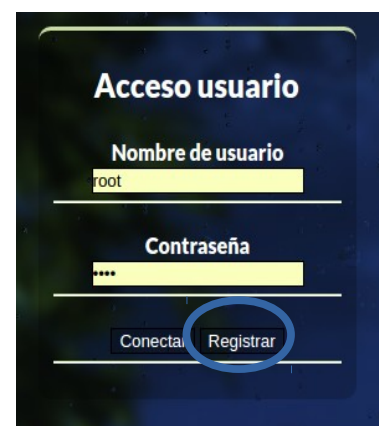 Acceso usuario
Nombre de usuario
root
Contraseña
••••
Conectar Registrar